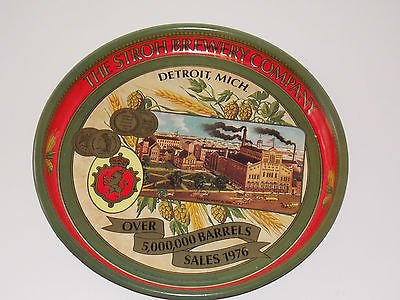 THE STROH BREWERY COMPANY
DETROIT, MICH.
OVER
5,000,000 BARRELS
SALES 1976